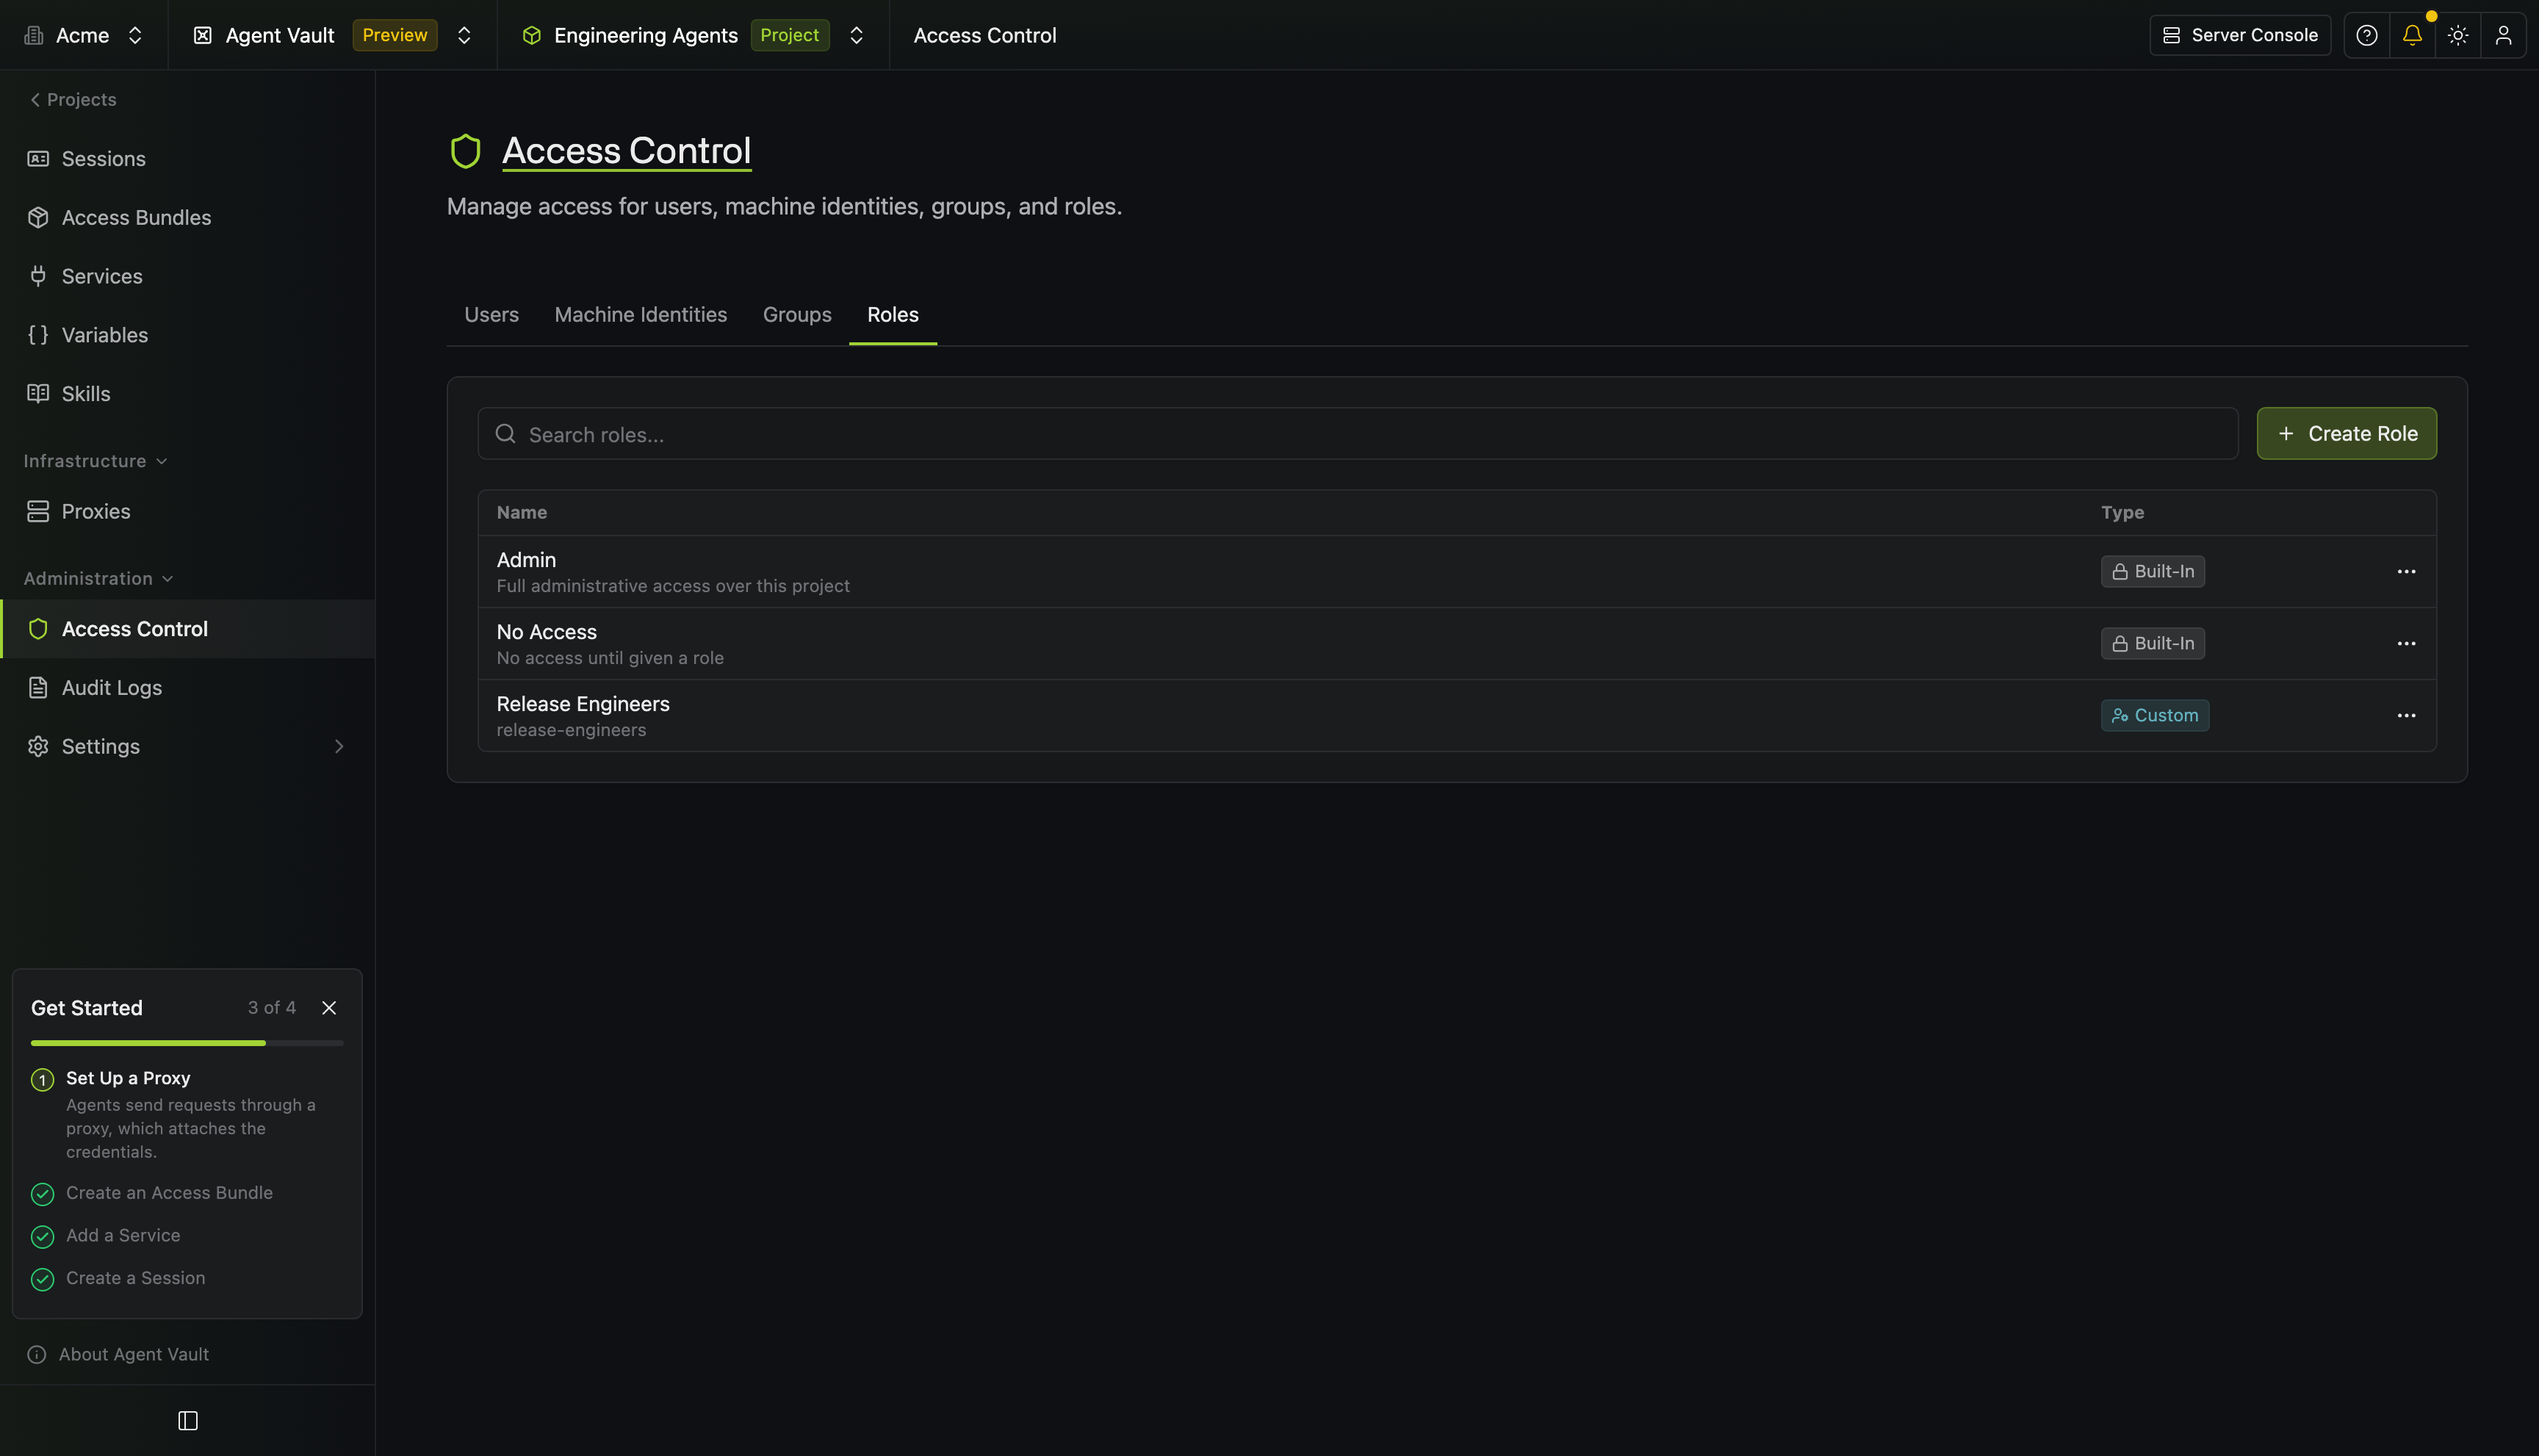 Acme
Agent Vault Preview
Engineering Agents Project
Access Control
Server Console
Projects
Sessions
Access Bundles
Services
Variables
Skills
Infrastructure
Proxies
Administration
Access Control
Audit Logs
Settings
Get Started 3 of 4
1 Set Up a Proxy
Agents send requests through a
proxy, which attaches the
credentials.
Create an Access Bundle
Add a Service
Create a Session
About Agent Vault
Access Control
Manage access for users, machine identities, groups, and roles.
Users Machine Identities Groups Roles
Search roles...
+ Create Role
Name Type
Admin
Full administrative access over this project
Built-In
No Access
No access until given a role
Built-In
Release Engineers
release-engineers
Custom